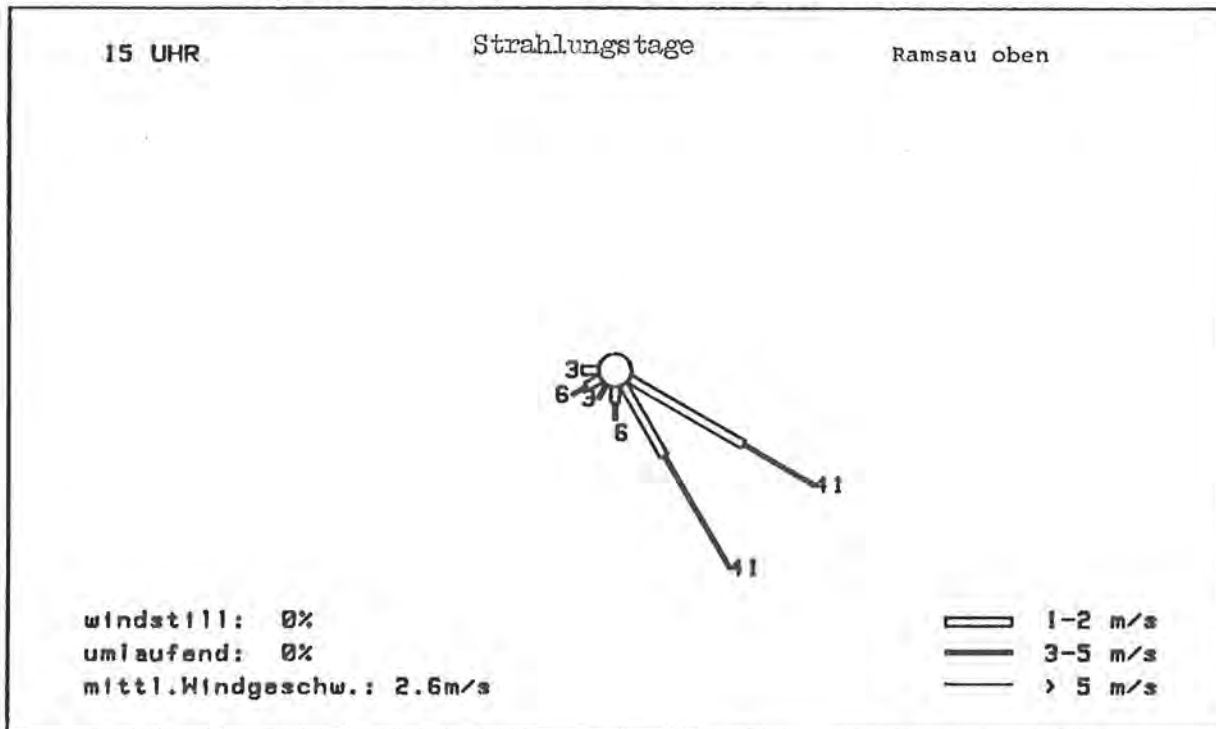 15 UHR
Strahlungstage
Ramsau oben
3
6
3
6
41
41
windstill: 0%
umlaufend: 0%
mittl.Windgeschw.: 2.6m/s
1-2 m/s
3-5 m/s
> 5 m/s